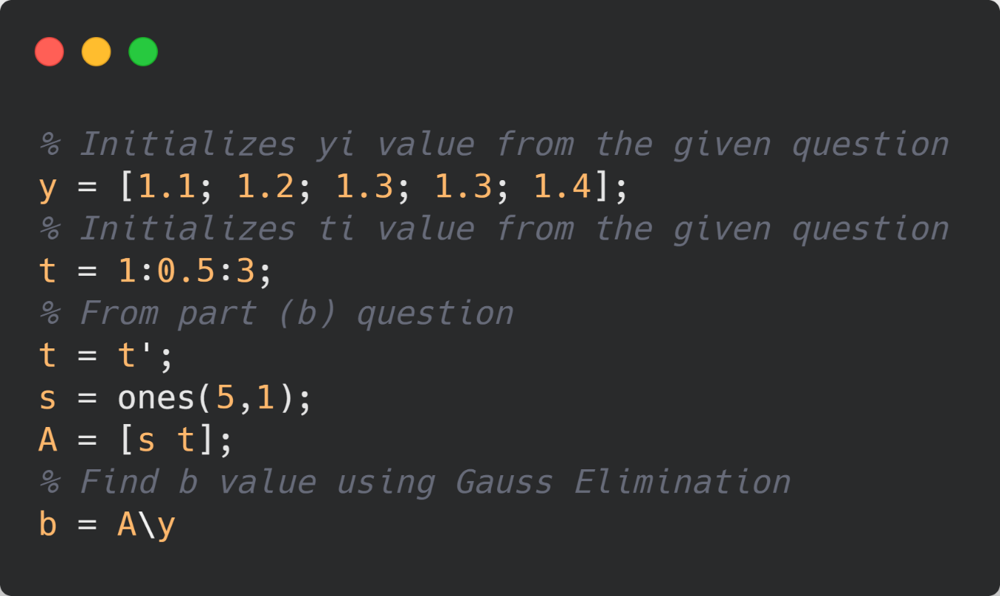 % Initializes yi value from the given question
y = [1.1; 1.2; 1.3; 1.3; 1.4];
% Initializes ti value from the given question
t = 1:0.5:3;
% From part (b) question
t = t';
s = ones(5,1);
A = [s t];
% Find b value using Gauss Elimination
b = A\y